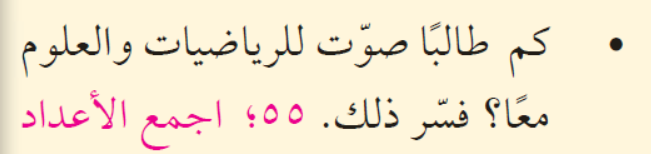 • كم طالبًا صوّت للرياضيات والعلوم
معًا؟ فسّر ذلك. ٥٥؛ اجمع الأعداد